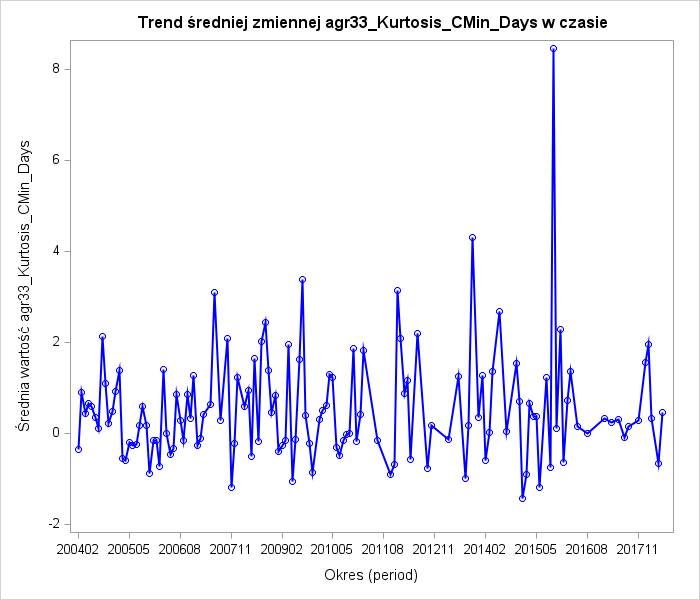 Trend średniej zmiennej agr33_Kurtosis_CMin_Days w czasie
Średnia wartość agr33_Kurtosis_CMin_Days
8
6
4
2
0
-2
200402 200505 200608 200711 200902 201005 201108 201211 201402 201505 201608 201711
Okres (period)